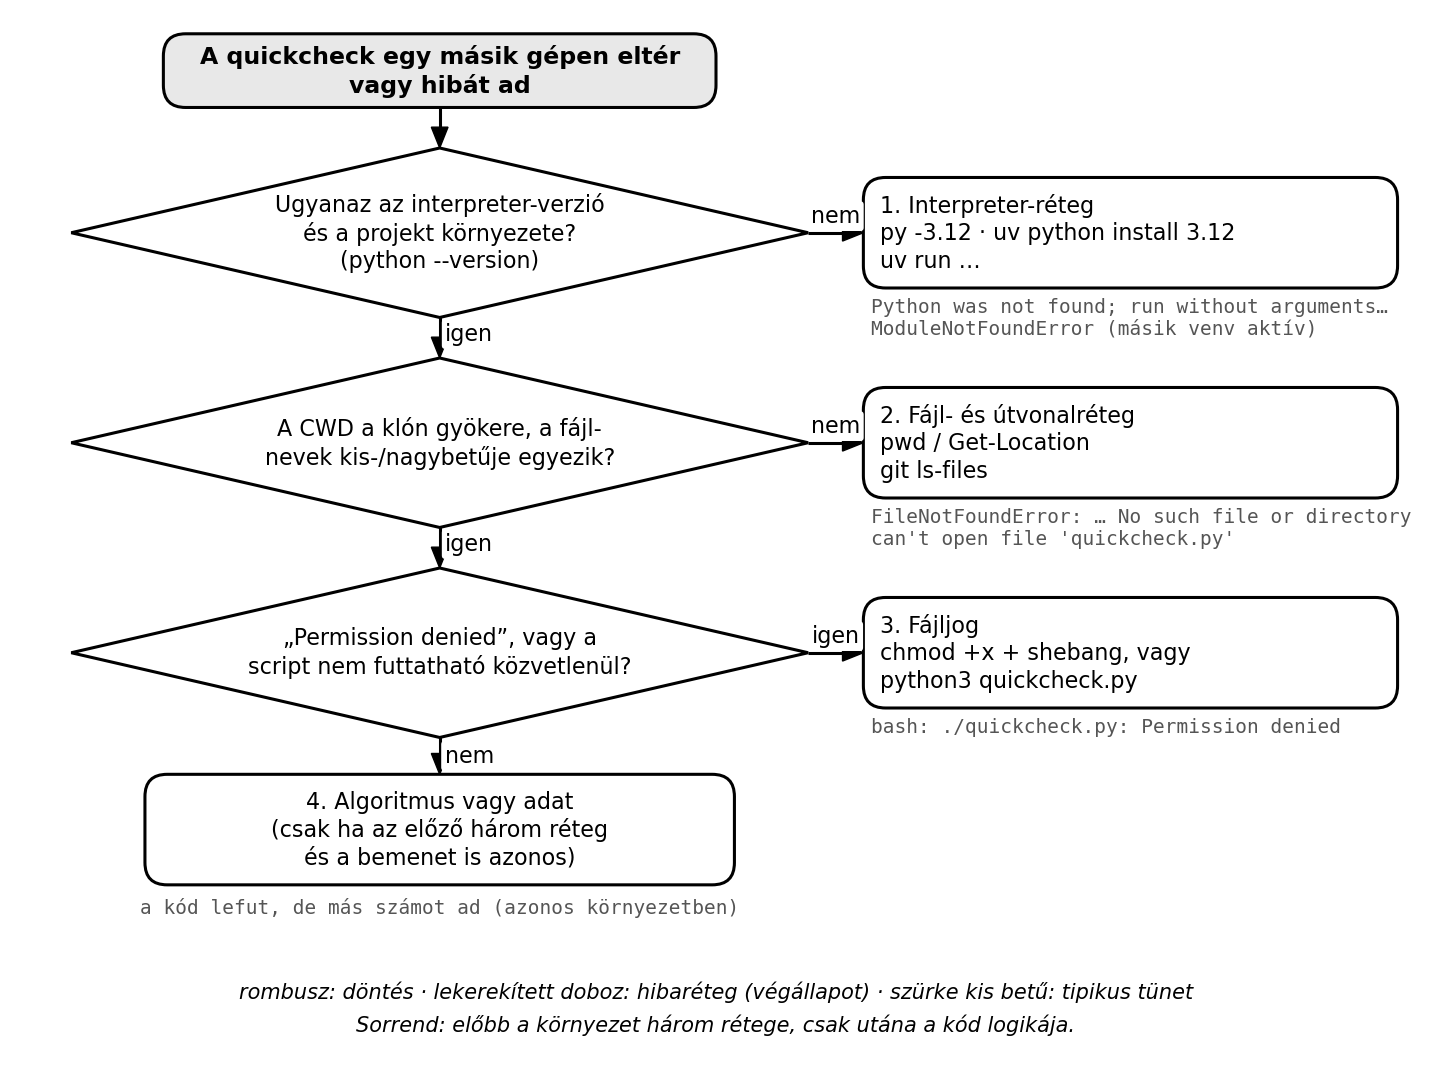 A quickcheck egy másik gépen eltér
vagy hibát ad
Ugyanaz az interpreter-verzió
és a projekt környezete?
(python --version)
nem
1. Interpreter-réteg
py -3.12 · uv python install 3.12
uv run …
Python was not found; run without arguments…
ModuleNotFoundError (másik venv aktív)
igen
A CWD a klón gyökere, a fájl-
nevek kis-/nagybetűje egyezik?
nem
2. Fájl- és útvonalréteg
pwd / Get-Location
git ls-files
FileNotFoundError: … No such file or directory
can't open file 'quickcheck.py'
igen
„Permission denied”, vagy a
script nem futtatható közvetlenül?
igen
3. Fájljog
chmod +x + shebang, vagy
python3 quickcheck.py
bash: ./quickcheck.py: Permission denied
nem
4. Algoritmus vagy adat
(csak ha az előző három réteg
és a bemenet is azonos)
a kód lefut, de más számot ad (azonos környezetben)
rombusz: döntés · lekerekített doboz: hibaréteg (végállapot) · szürke kis betű: tipikus tünet
Sorrend: előbb a környezet három rétege, csak utána a kód logikája.